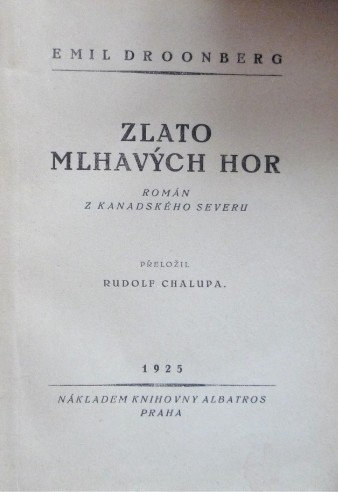 EMIL DROONBERG
ZLATO
MLHAVÝCH HOR
ROMÁN
Z KANADSKÉHO SEVERU
PŘELOŽIL
RUDOLF CHALUPA.
1925
NÁKLADEM KNIHOVNY ALBATROS
PRAHA